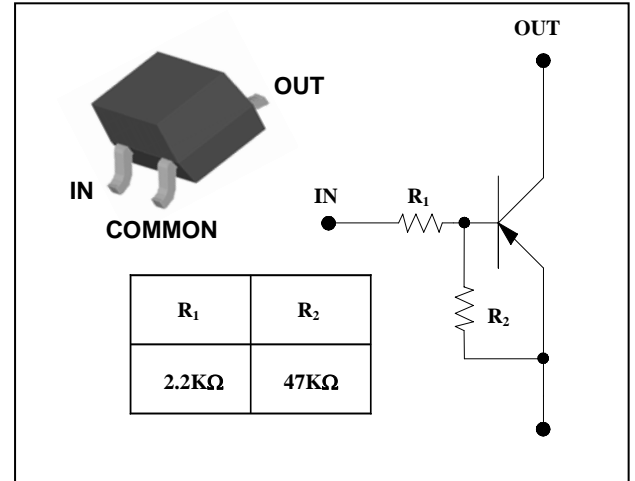 OUT
OUT
IN
COMMON
IN
R₁
R₂
R₁ R₂
2.2KΩ 47KΩ